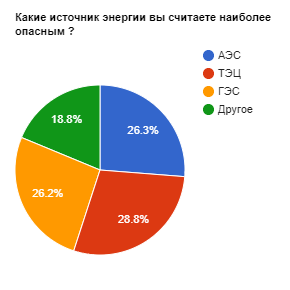 Какие источник энергии вы считаете наиболее
опасным ?
АЭС
ТЭЦ
ГЭС
Другое
18.8%
26.3%
26.2%
28.8%